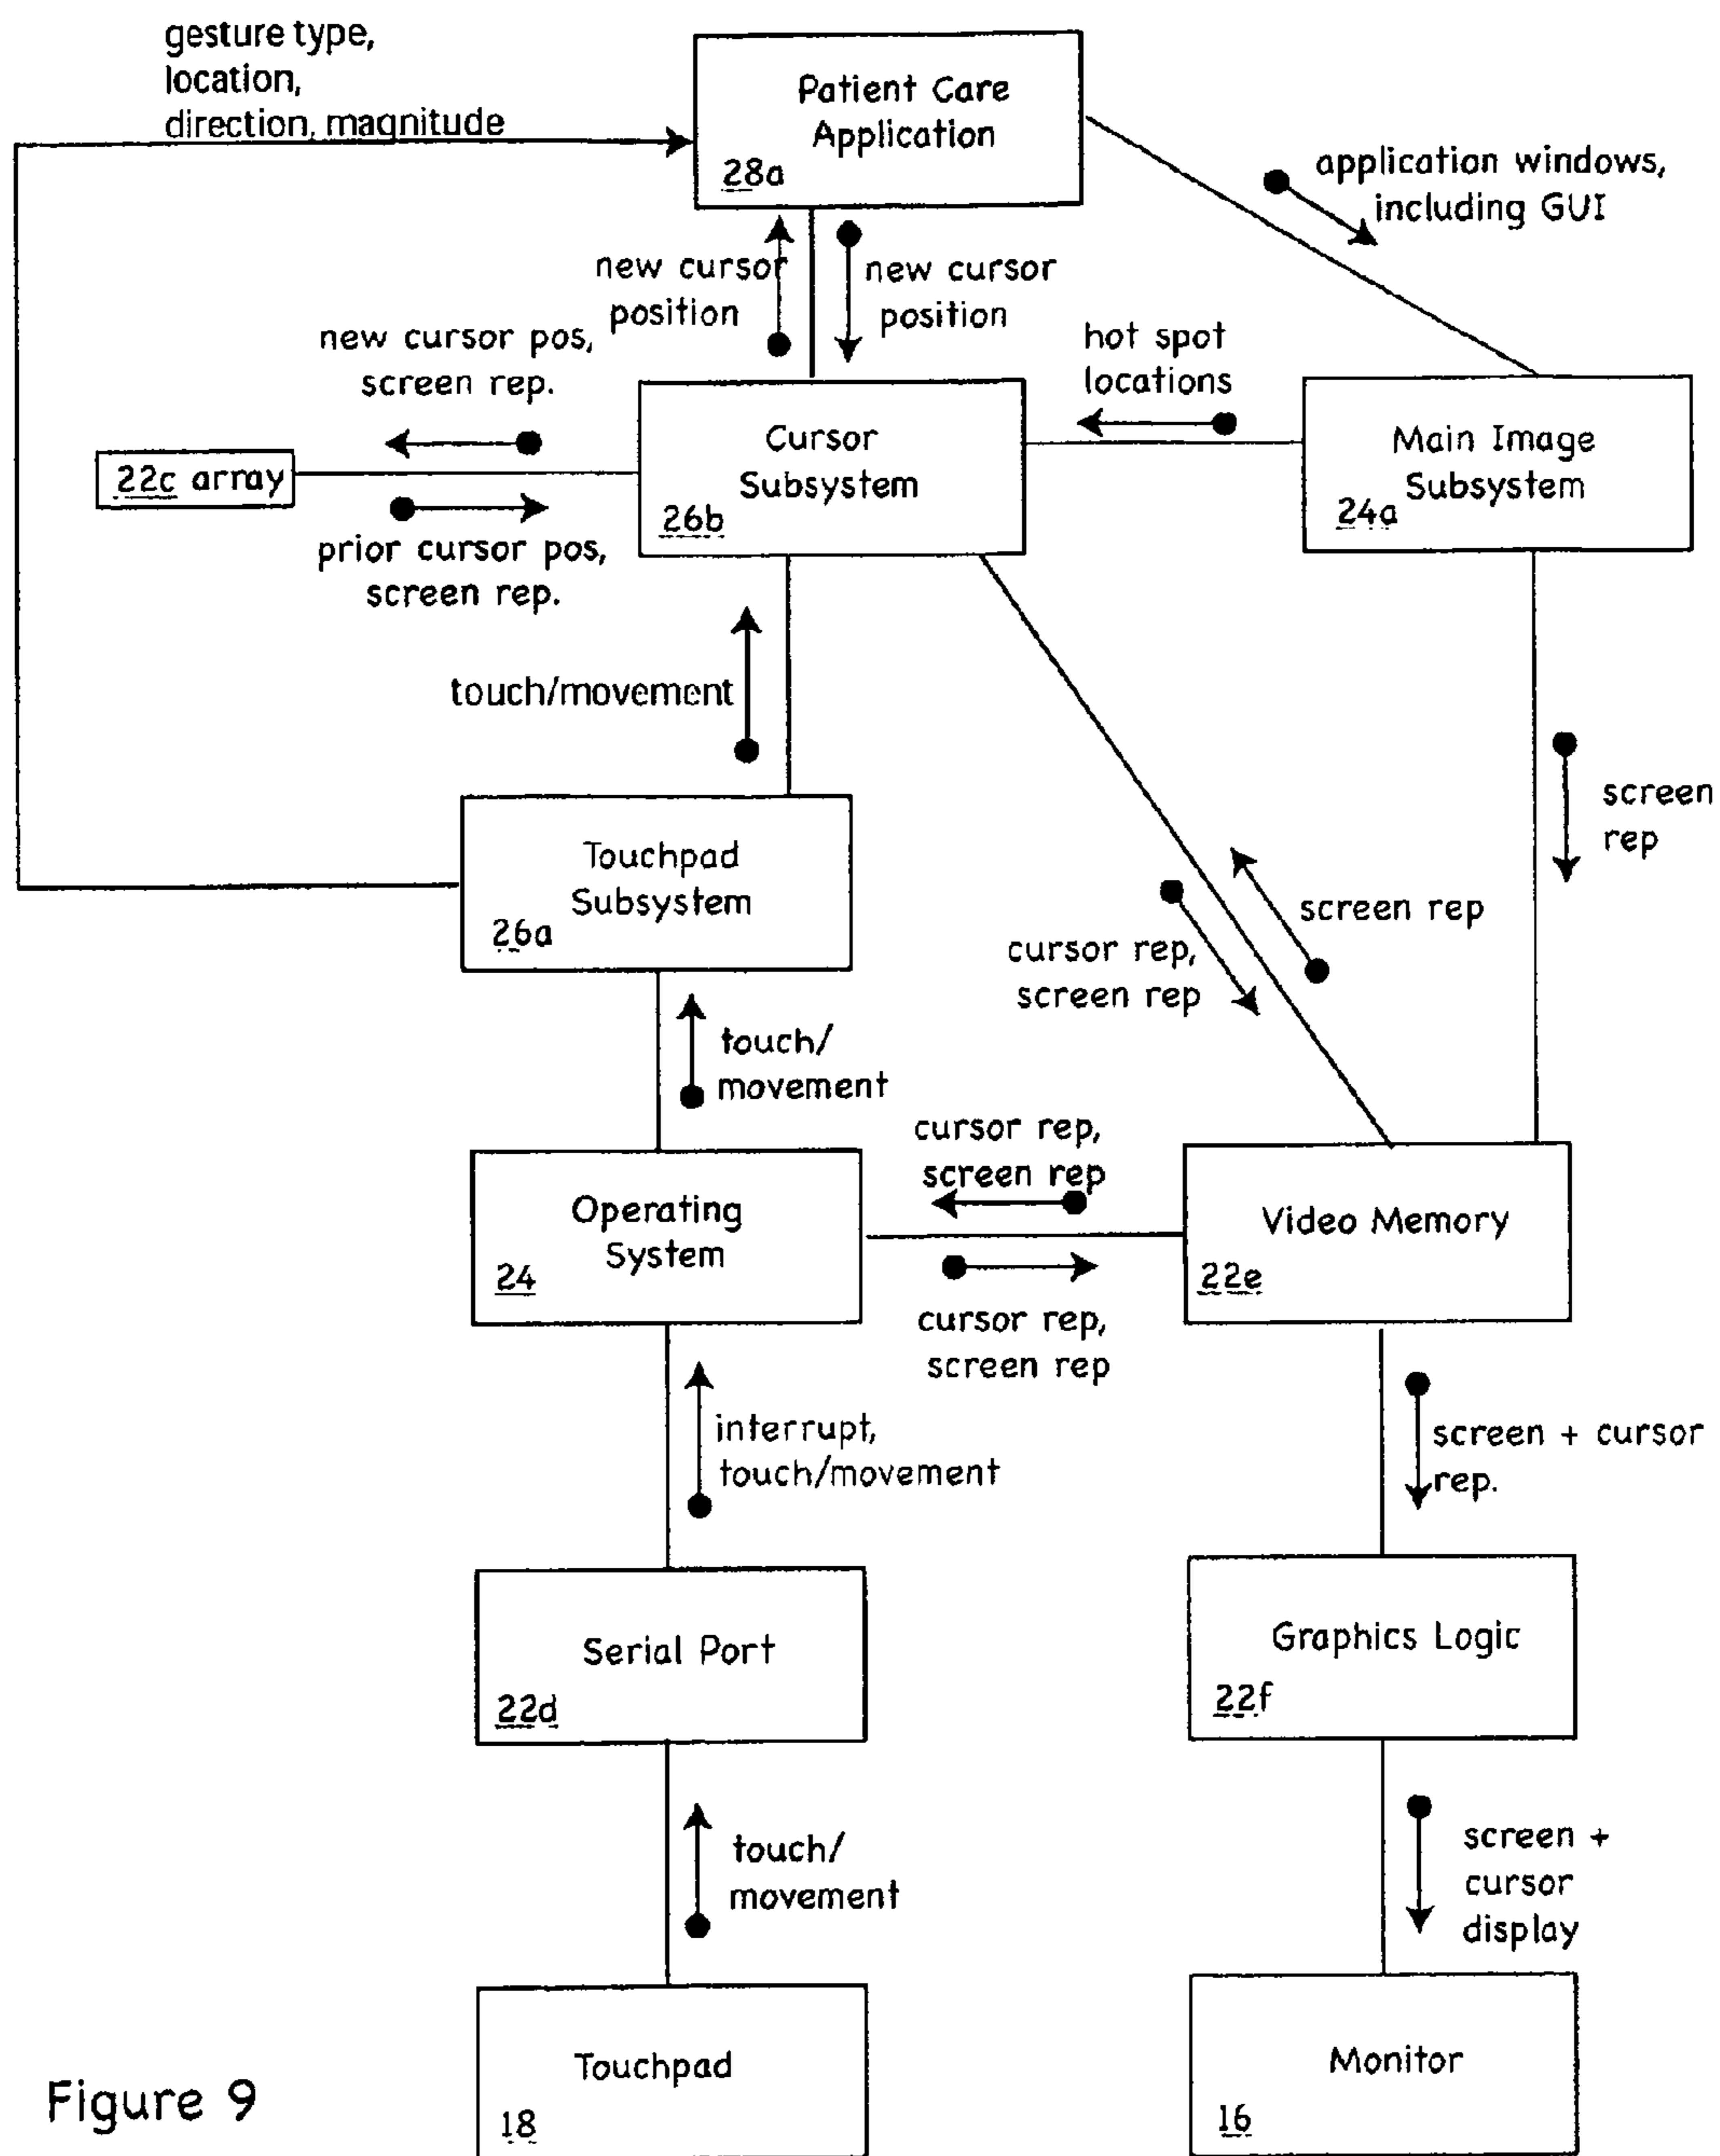 gesture type,
location,
direction, magnitude
Patient Care
Application
28a
application windows,
including GUI
new cursor
position
new cursor
position
new cursor pos,
screen rep.
hot spot
locations
Cursor
Subsystem
26b
Main Image
Subsystem
24a
22c array
prior cursor pos,
screen rep.
touch/movement
screen
rep
Touchpad
Subsystem
26a
screen rep
cursor rep,
screen rep
touch/
movement
cursor rep,
screen rep
Operating
System
24
Video Memory
22e
cursor rep,
screen rep
interrupt,
touch/movement
screen + cursor
rep.
Serial Port
22d
Graphics Logic
22f
touch/
movement
screen +
cursor
display
Touchpad
18
Monitor
16
Figure 9